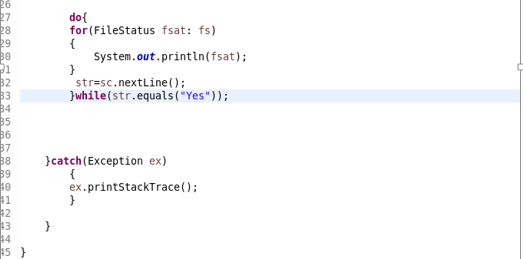 26
27 do{
28 for(FileStatus fsat: fs)
29 {
30 System.out.println(fsat);
31 }
32 str=sc.nextLine();
33 }while(str.equals("Yes"));
34
35
36
37
38 }catch(Exception ex)
39 {
40 ex.printStackTrace();
41 }
42
43 }
44
45 }